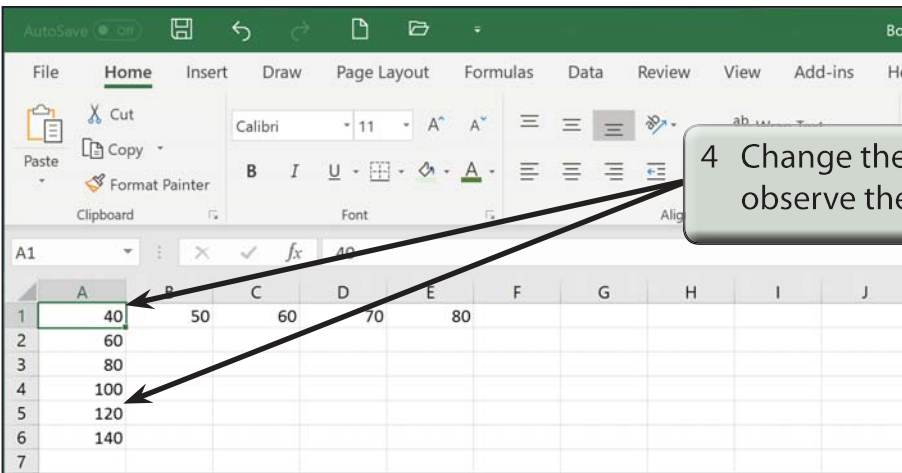 AutoSave Off
File Home Insert Draw Page Layout Formulas Data Review View Add-ins
Cut
Copy
Format Painter
Paste
Clipboard
Calibri 11 A^ A˅
B I U A
Font
ab
4 Change the
observe the
A1 fx 40
A B C D E F G H I J
1 40 50 60 70 80
2 60
3 80
4 100
5 120
6 140
7